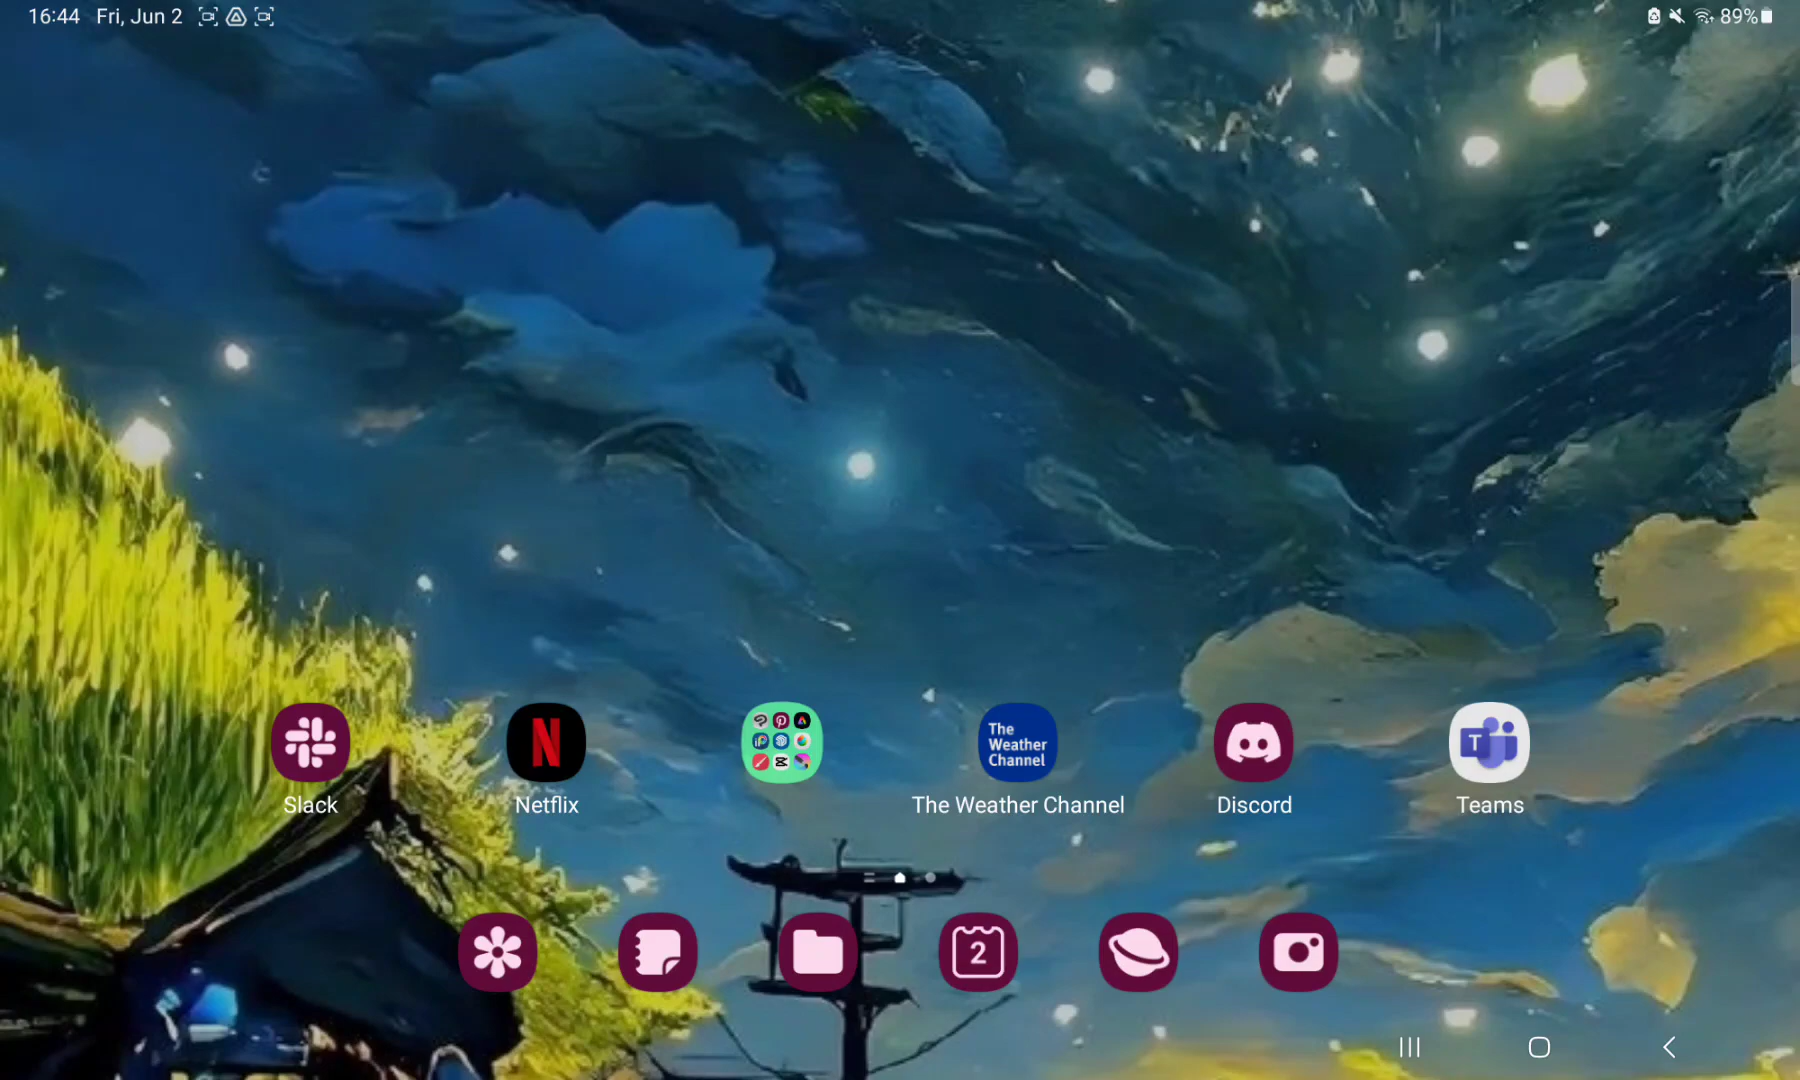 16:44 Fri, Jun 2
89%
The
Weather
Channel
N
T
Slack
Netflix
The Weather Channel
Discord
Teams
2